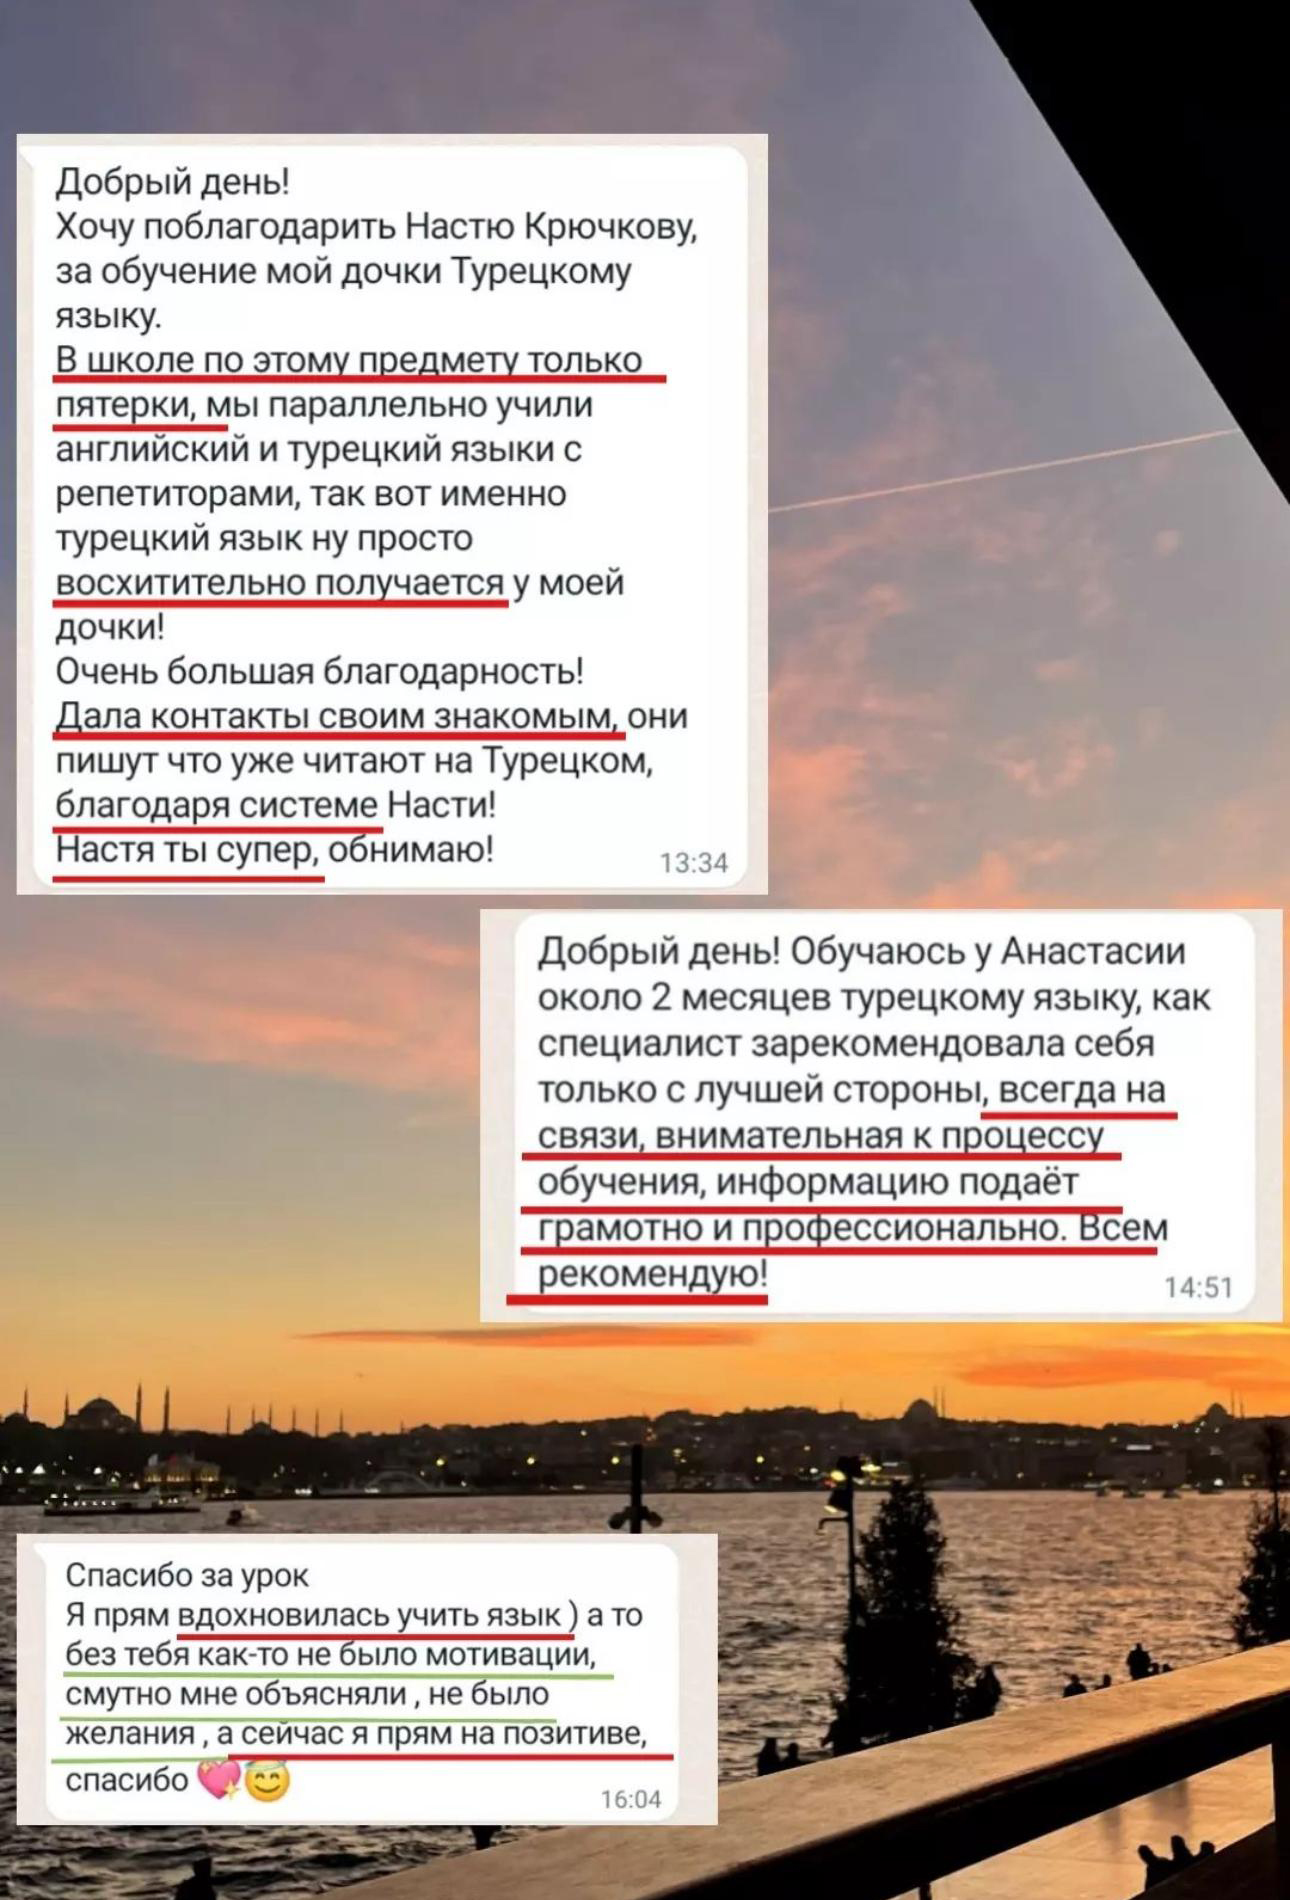 Добрый день!
Хочу поблагодарить Настю Крючкову,
за обучение мой дочки Турецкому
языку.
В школе по этому предмету только
пятерки, мы параллельно учили
английский и турецкий языки с
репетиторами, так вот именно
турецкий язык ну просто
восхитительно получается у моей
дочки!
Очень большая благодарность!
Дала контакты своим знакомым, они
пишут что уже читают на Турецком,
благодаря системе Насти!
Настя ты супер, обнимаю!
13:34
Добрый день! Обучаюсь у Анастасии
около 2 месяцев турецкому языку, как
специалист зарекомендовала себя
только с лучшей стороны, всегда на
связи, внимательная к процессу
обучения, информацию подаёт
грамотно и профессионально. Всем
рекомендую!
14:51
Спасибо за урок
Я прям вдохновилась учить язык ) а то
без тебя как-то не было мотивации,
смутно мне объясняли , не было
желания , а сейчас я прям на позитиве,
спасибо 💖😇
16:04